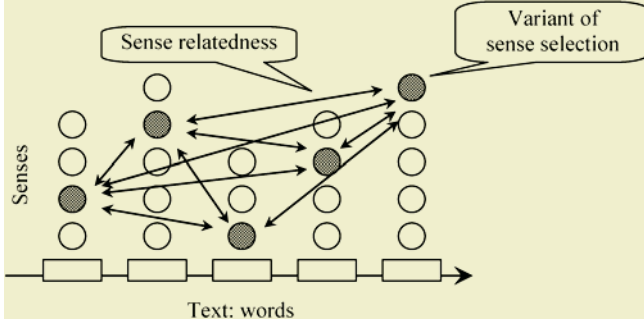 Sense relatedness
Variant of
sense selection
Senses
Text: words